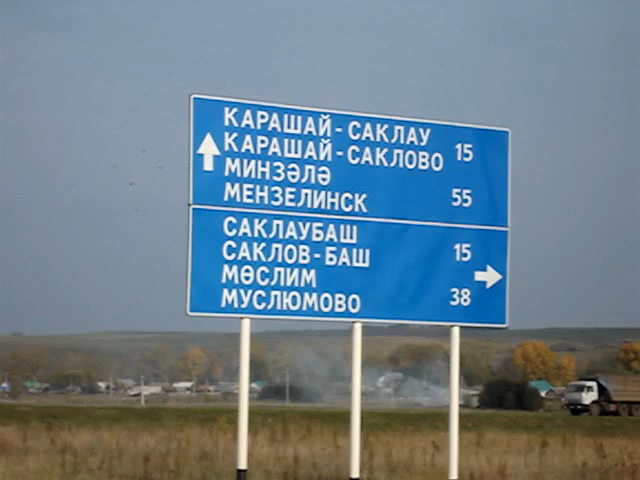 КАРАШАЙ-САКЛАУ
КАРАШАЙ-САКЛОВО 15
МИНЗӘЛӘ
МЕНЗЕЛИНСК 55
САКЛАУБАШ
САКЛОВ-БАШ 15
МӨСЛИМ
МУСЛЮМОВО 38